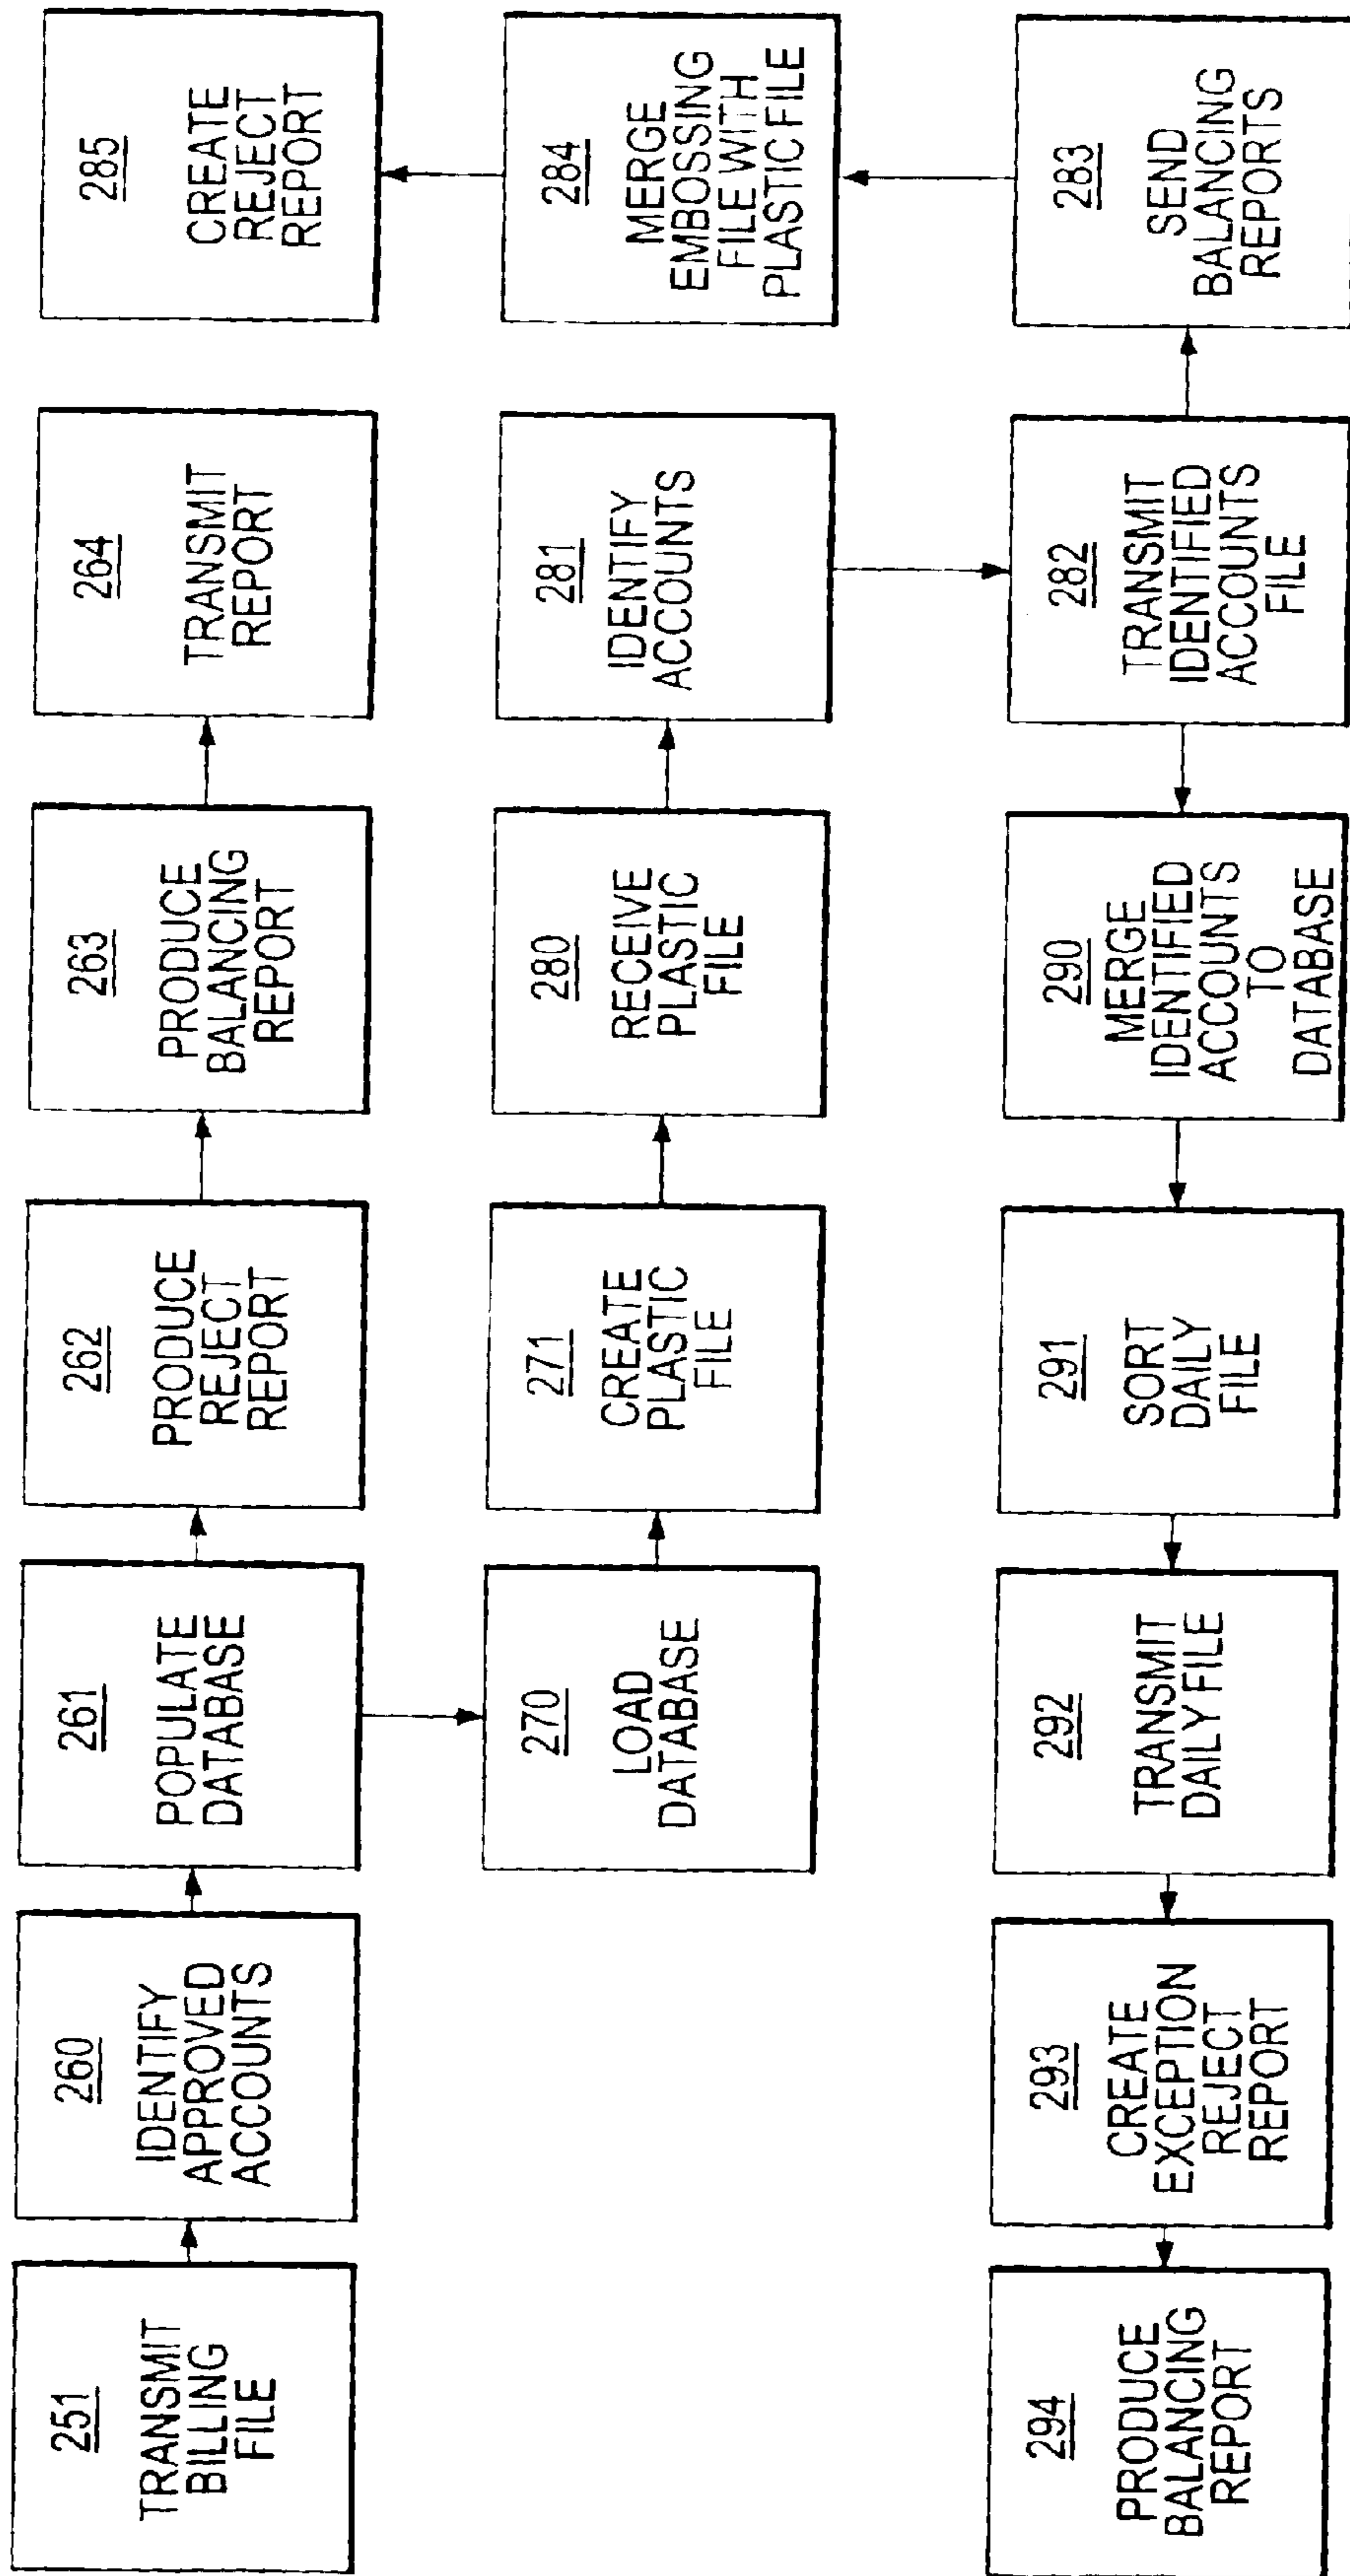 251
TRANSMIT
BILLING
FILE
260
IDENTIFY
APPROVED
ACCOUNTS
261
POPULATE
DATABASE
262
PRODUCE
REJECT
REPORT
263
PRODUCE
BALANCING
REPORT
264
TRANSMIT
REPORT
285
CREATE
REJECT
REPORT
270
LOAD
DATABASE
271
CREATE
PLASTIC
FILE
280
RECEIVE
PLASTIC
FILE
281
IDENTIFY
ACCOUNTS
284
MERGE
EMBOSSING
FILE WITH
PLASTIC FILE
294
PRODUCE
BALANCING
REPORT
293
CREATE
EXCEPTION
REJECT
REPORT
292
TRANSMIT
DAILY FILE
291
SORT
DAILY
FILE
290
MERGE
IDENTIFIED
ACCOUNTS
TO
DATABASE
282
TRANSMIT
IDENTIFIED
ACCOUNTS
FILE
283
SEND
BALANCING
REPORTS